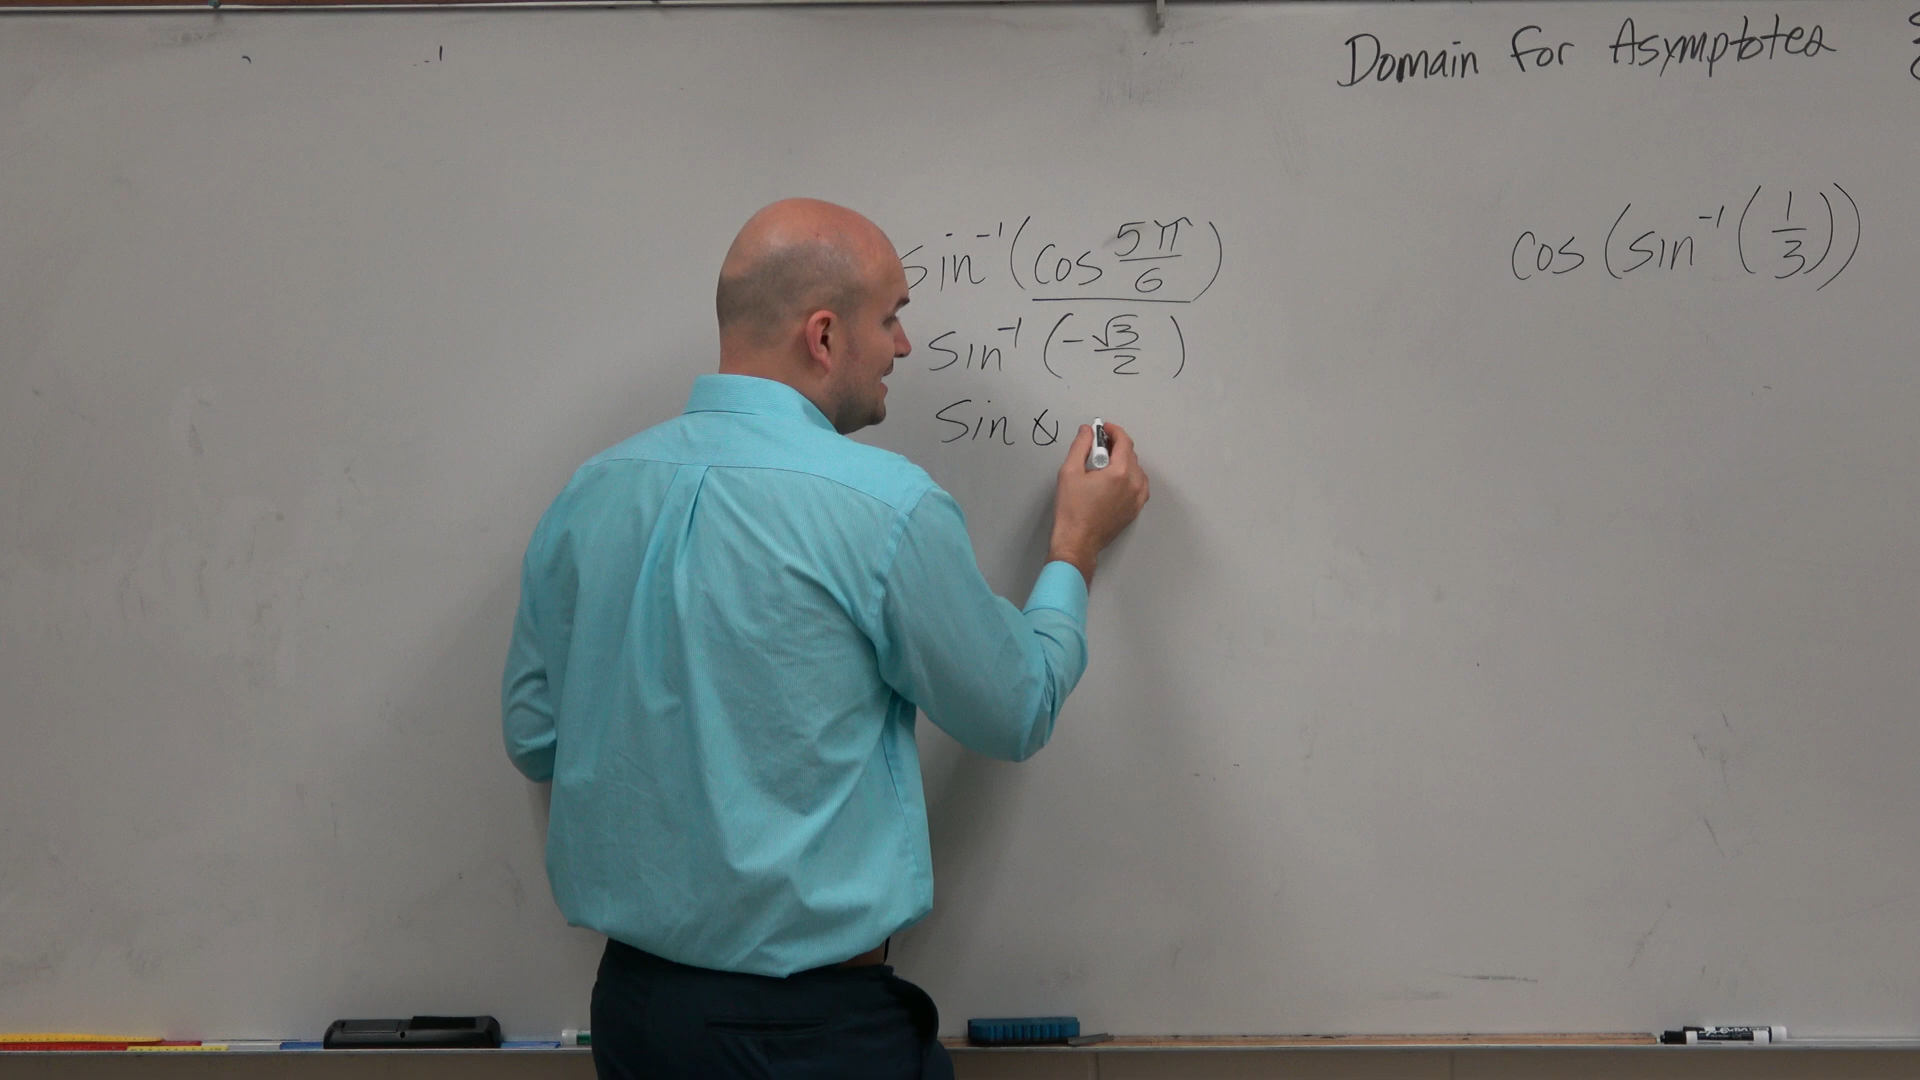 Domain for Asymptotes
sin⁻¹(cos 5π/6)
cos(sin⁻¹(1/3))
sin⁻¹(-√3/2)
Sin θ